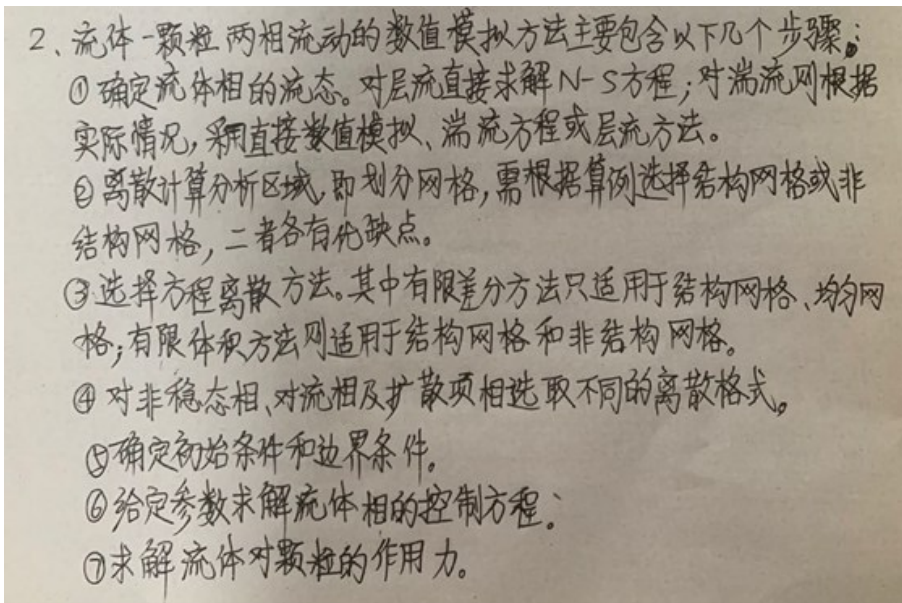 2、流体-颗粒两相流动的数值模拟方法主要包含以下几个步骤:
①确定流体相的流态。对层流直接求解N-S方程;对湍流则根据
实际情况,采用直接数值模拟、湍流方程或层流方法。
②离散计算分析区域,即划分网格,需根据算例选择结构网格或非
结构网格,二者各有优缺点。
③选择方程离散方法。其中有限差分方法只适用于结构网格、均匀网
格;有限体积方法则适用于结构网格和非结构网格。
④对非稳态相、对流相及扩散项相选取不同的离散格式。
⑤确定初始条件和边界条件。
⑥给定参数求解流体相的控制方程;
⑦求解流体对颗粒的作用力。